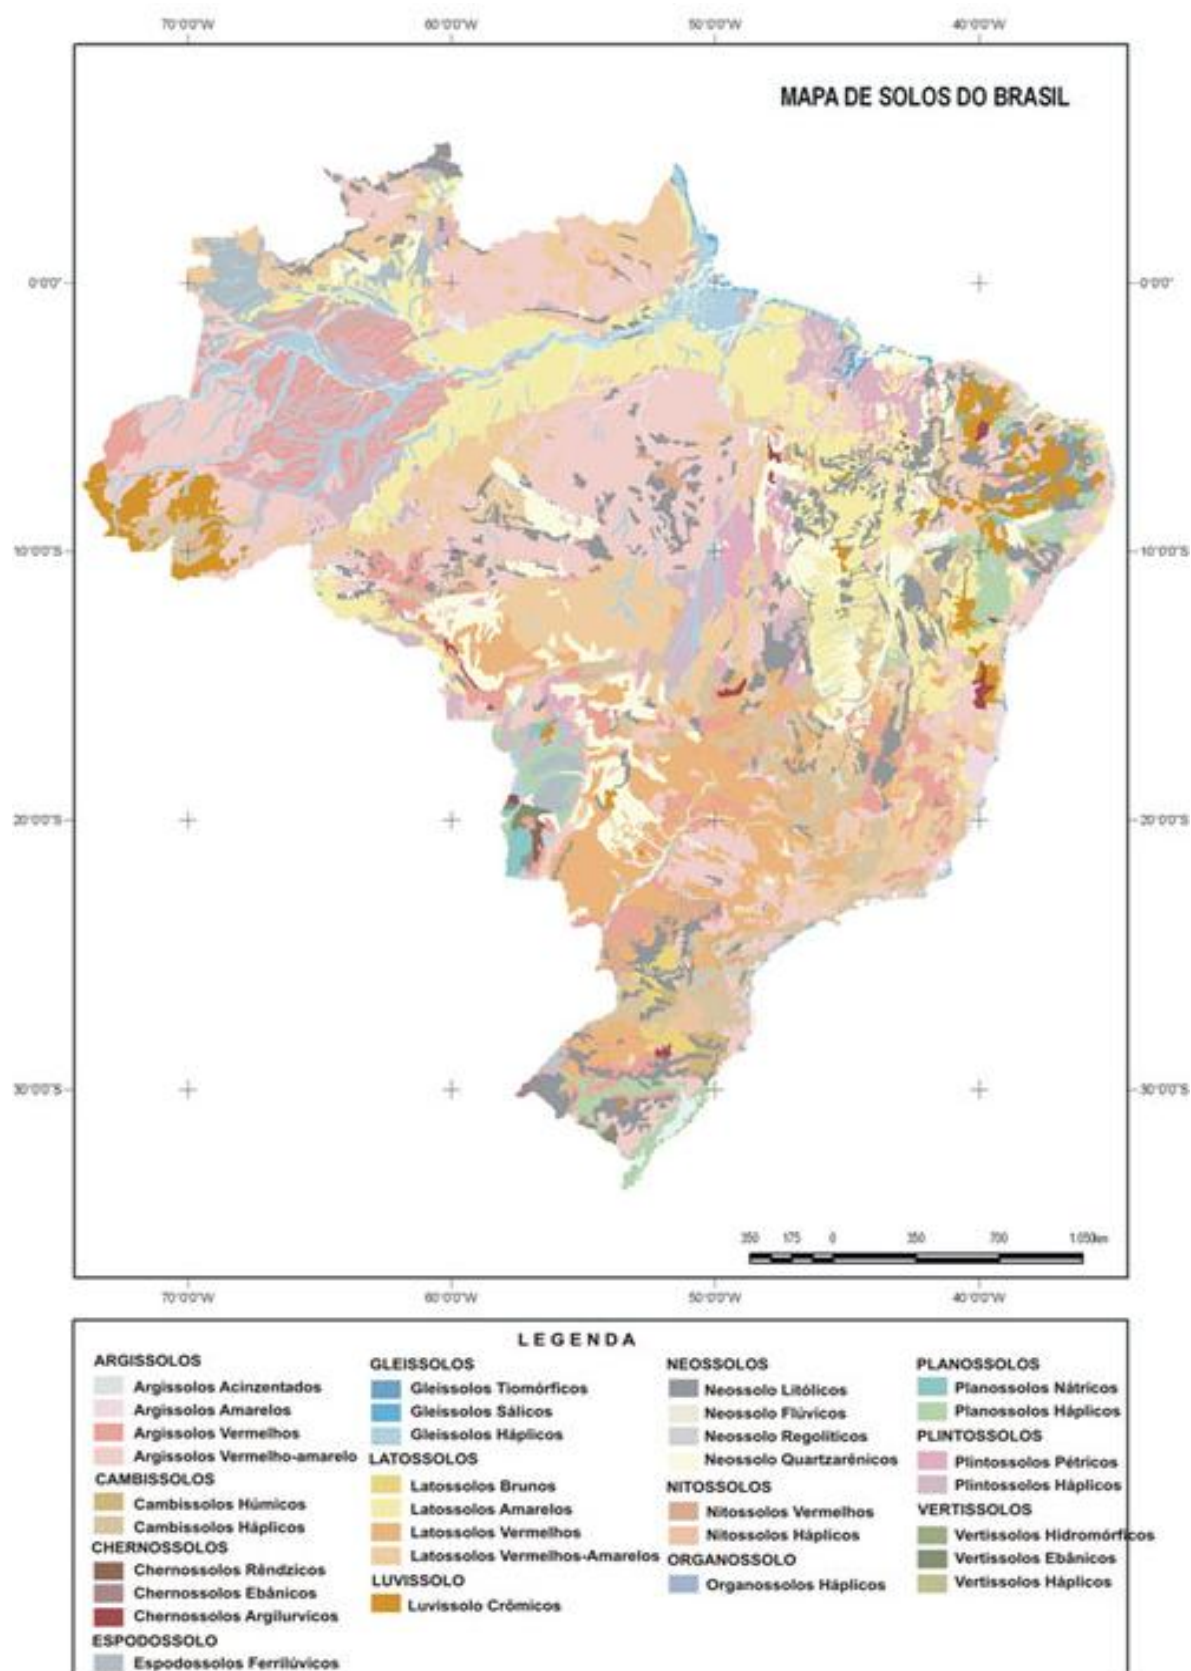 70°0'0"W 60°0'0"W 50°0'0"W 40°0'0"W
MAPA DE SOLOS DO BRASIL
0°0'0" 0°0'0"
10°0'0"S 10°0'0"S
20°0'0"S 20°0'0"S
30°0'0"S 30°0'0"S
350 175 0 350 700 1.050km
70°0'0"W 60°0'0"W 50°0'0"W 40°0'0"W
LEGENDA
ARGISSOLOS
Argissolos Acinzentados
Argissolos Amarelos
Argissolos Vermelhos
Argissolos Vermelho-amarelo
CAMBISSOLOS
Cambissolos Húmicos
Cambissolos Háplicos
CHERNOSSOLOS
Chernossolos Rêndzicos
Chernossolos Ebânicos
Chernossolos Argilurvicos
ESPODOSSOLO
Espodossolos Ferrilúvicos
GLEISSOLOS
Gleissolos Tiomórficos
Gleissolos Sálicos
Gleissolos Háplicos
LATOSSOLOS
Latossolos Brunos
Latossolos Amarelos
Latossolos Vermelhos
Latossolos Vermelhos-Amarelos
LUVISSOLO
Luvissolo Crômicos
NEOSSOLOS
Neossolo Litólicos
Neossolo Flúvicos
Neossolo Regolíticos
Neossolo Quartzarênicos
NITOSSOLOS
Nitossolos Vermelhos
Nitossolos Háplicos
ORGANOSSOLO
Organossolos Háplicos
PLANOSSOLOS
Planossolos Nátricos
Planossolos Háplicos
PLINTOSSOLOS
Plintossolos Pétricos
Plintossolos Háplicos
VERTISSOLOS
Vertissolos Hidromórficos
Vertissolos Ebânicos
Vertissolos Háplicos